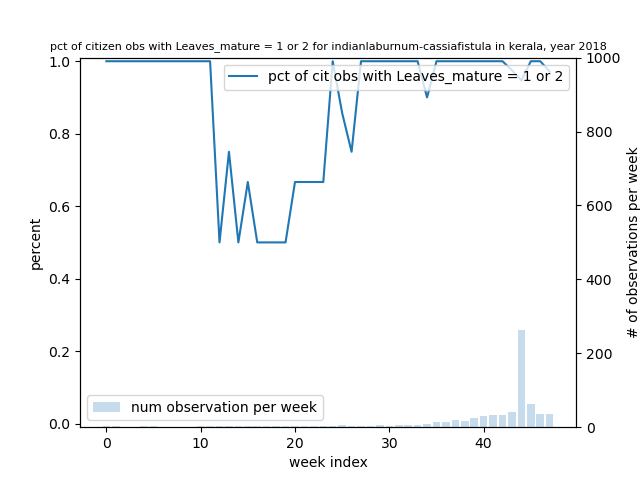 pct of citizen obs with Leaves_mature = 1 or 2 for indianlaburnum-cassiafistula in kerala, year 2018
pct of cit obs with Leaves_mature = 1 or 2
num observation per week
percent
# of observations per week
week index
0.0
0.2
0.4
0.6
0.8
1.0
0
200
400
600
800
1000
0
10
20
30
40